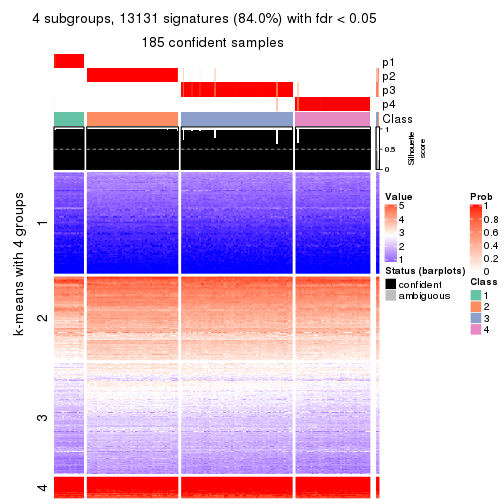 4 subgroups, 13131 signatures (84.0%) with fdr < 0.05
185 confident samples
p1
p2
p3
p4
Class
1
0.5
0
Silhouette
score
k-means with 4 groups
1
2
3
4
Value
5
4
3
2
1
Status (barplots)
confident
ambiguous
Prob
1
0.8
0.6
0.4
0.2
0
Class
1
2
3
4